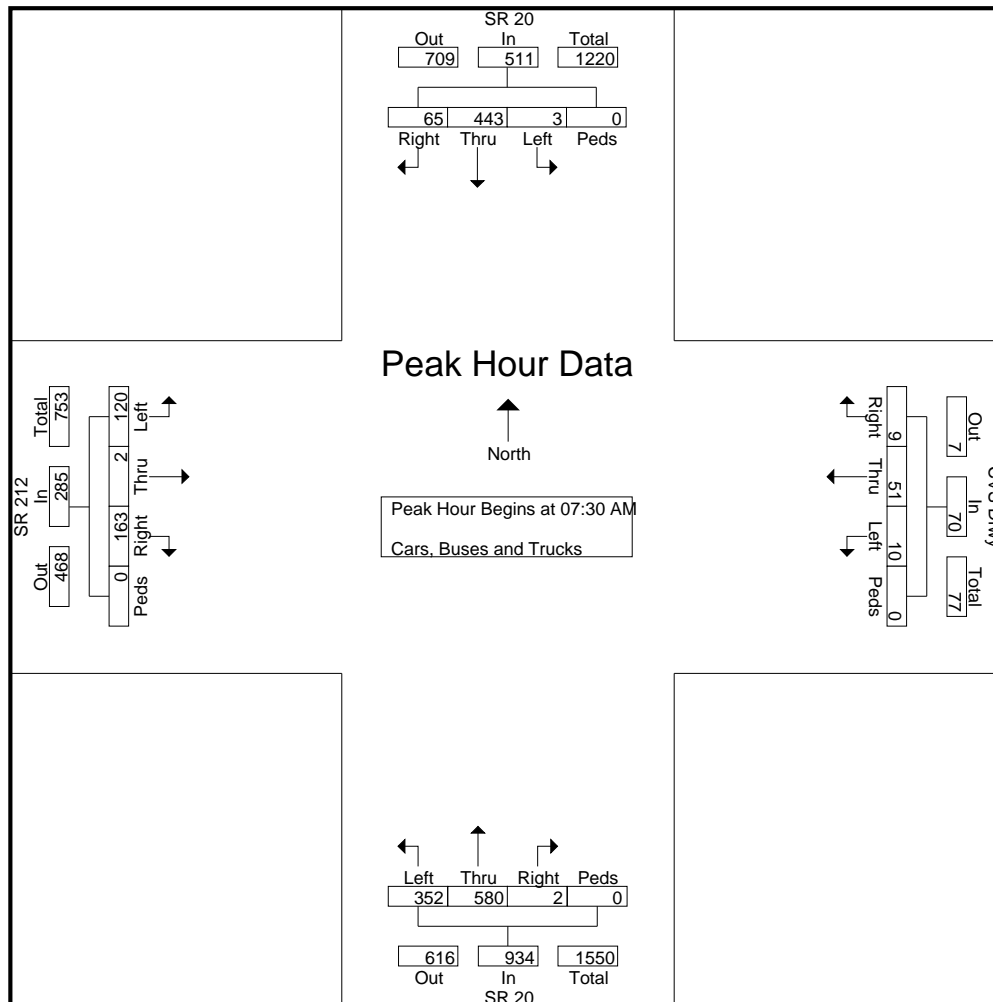 SR 20
Out In Total
709 511 1220
65 443 3 0
Right Thru Left Peds
Peak Hour Data
North
Peak Hour Begins at 07:30 AM
Cars, Buses and Trucks
SR 212
Total In Out
753 285 468
120 2 163 0
Left Thru Right Peds
Right Thru Left Peds
9 51 10 0
Out In Total
7 70 77
Left Thru Right Peds
352 580 2 0
616 934 1550
Out In Total
SR 20